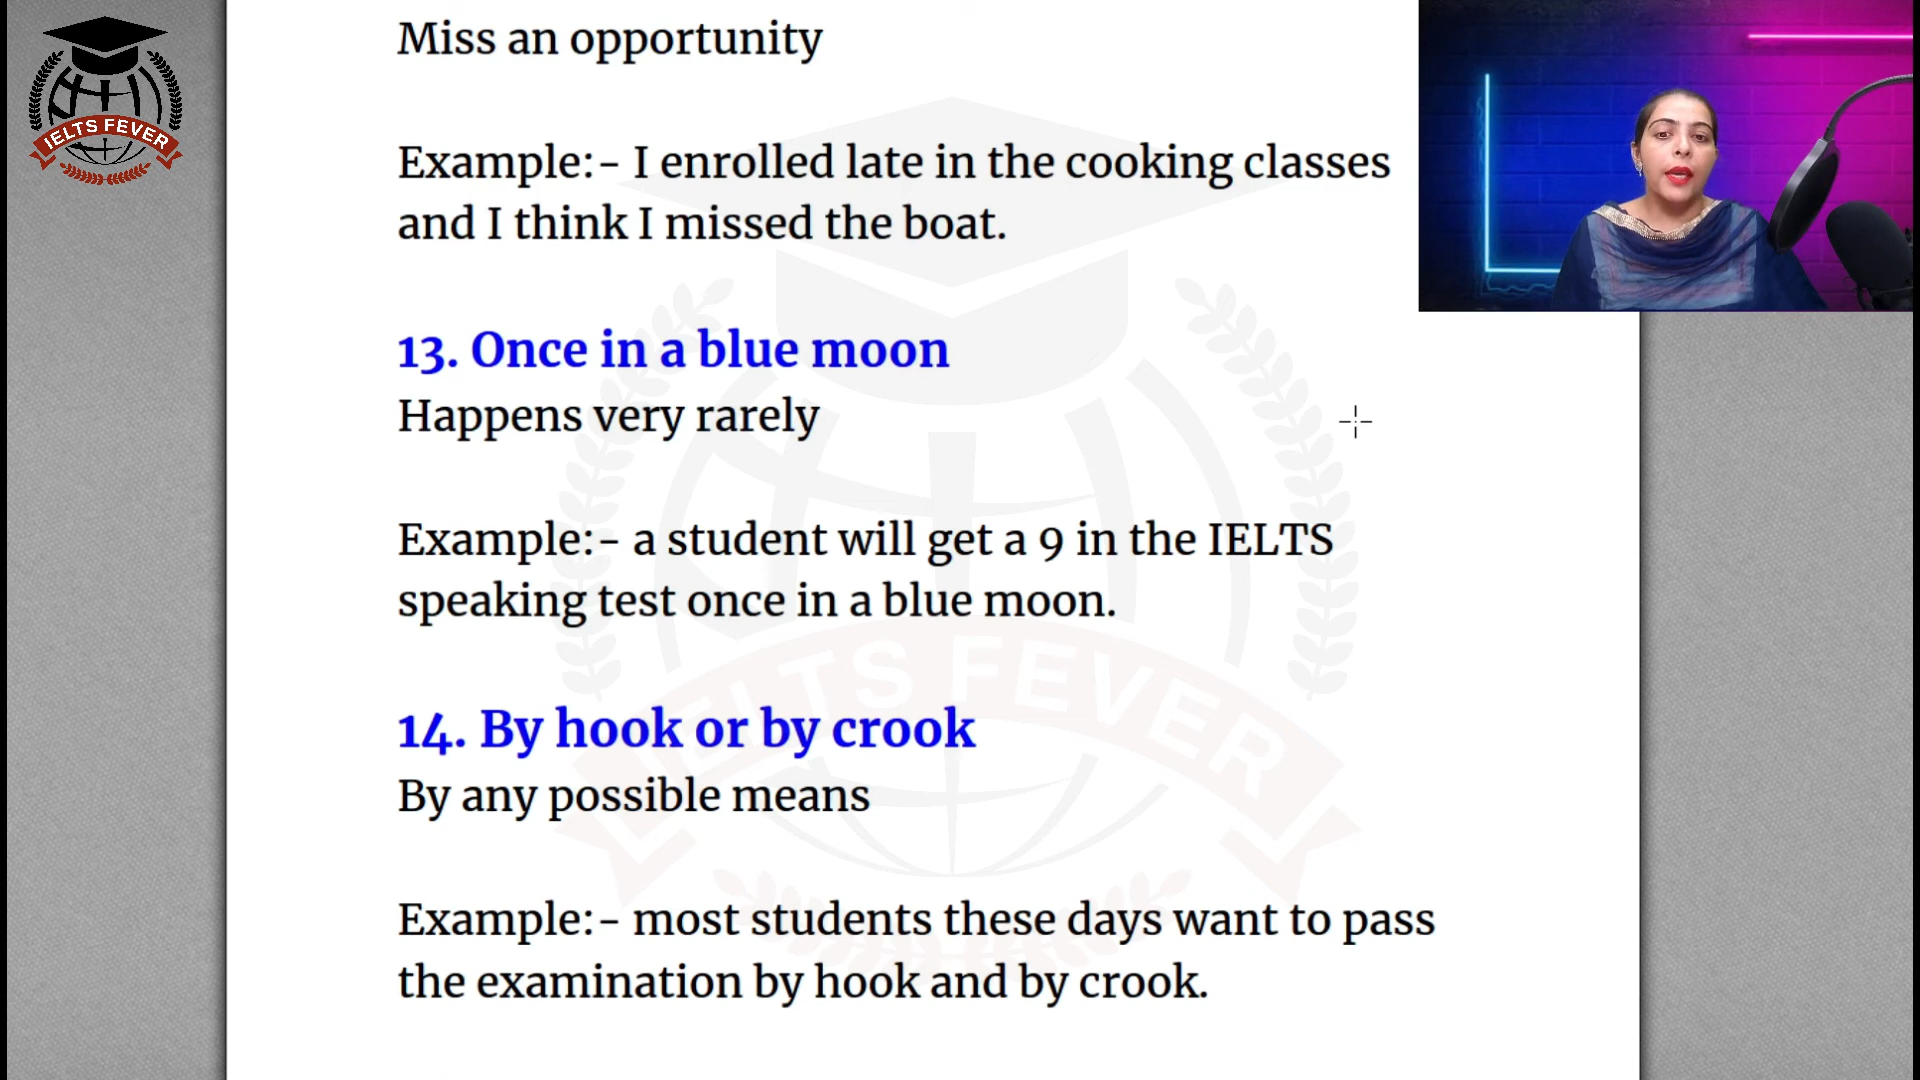 IELTS FEVER
Miss an opportunity
Example:- I enrolled late in the cooking classes
and I think I missed the boat.
13. Once in a blue moon
Happens very rarely
Example:- a student will get a 9 in the IELTS
speaking test once in a blue moon.
14. By hook or by crook
By any possible means
Example:- most students these days want to pass
the examination by hook and by crook.
IELTS FEVER